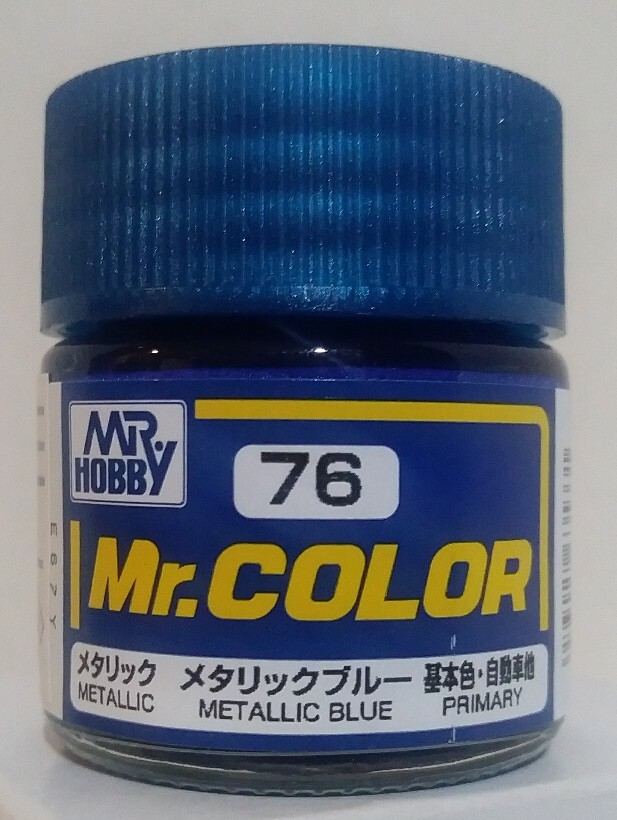 MR.
HOBBY
76
Mr.COLOR
メタリック
METALLIC
メタリックブルー
METALLIC BLUE
基本色・自動車他
PRIMARY